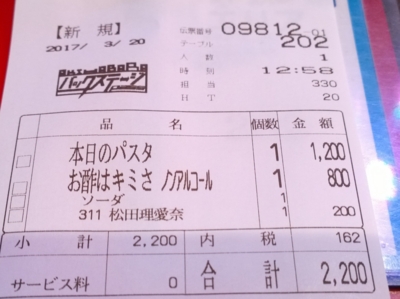 【新 規】 伝票番号 09812-01
2017/ 3/20 テーブル 202
人 数 1
バックステージ 時 刻 12:58
担 当 330
H T 20
品 名 個数 金 額
本日のパスタ 1 1,200
お酢はキミさ ノンアルコール 1 800
ソーダ 1
311 松田理愛奈 1 200
小 計 2,200 内 税 162
サービス料 0 合 計 2,200